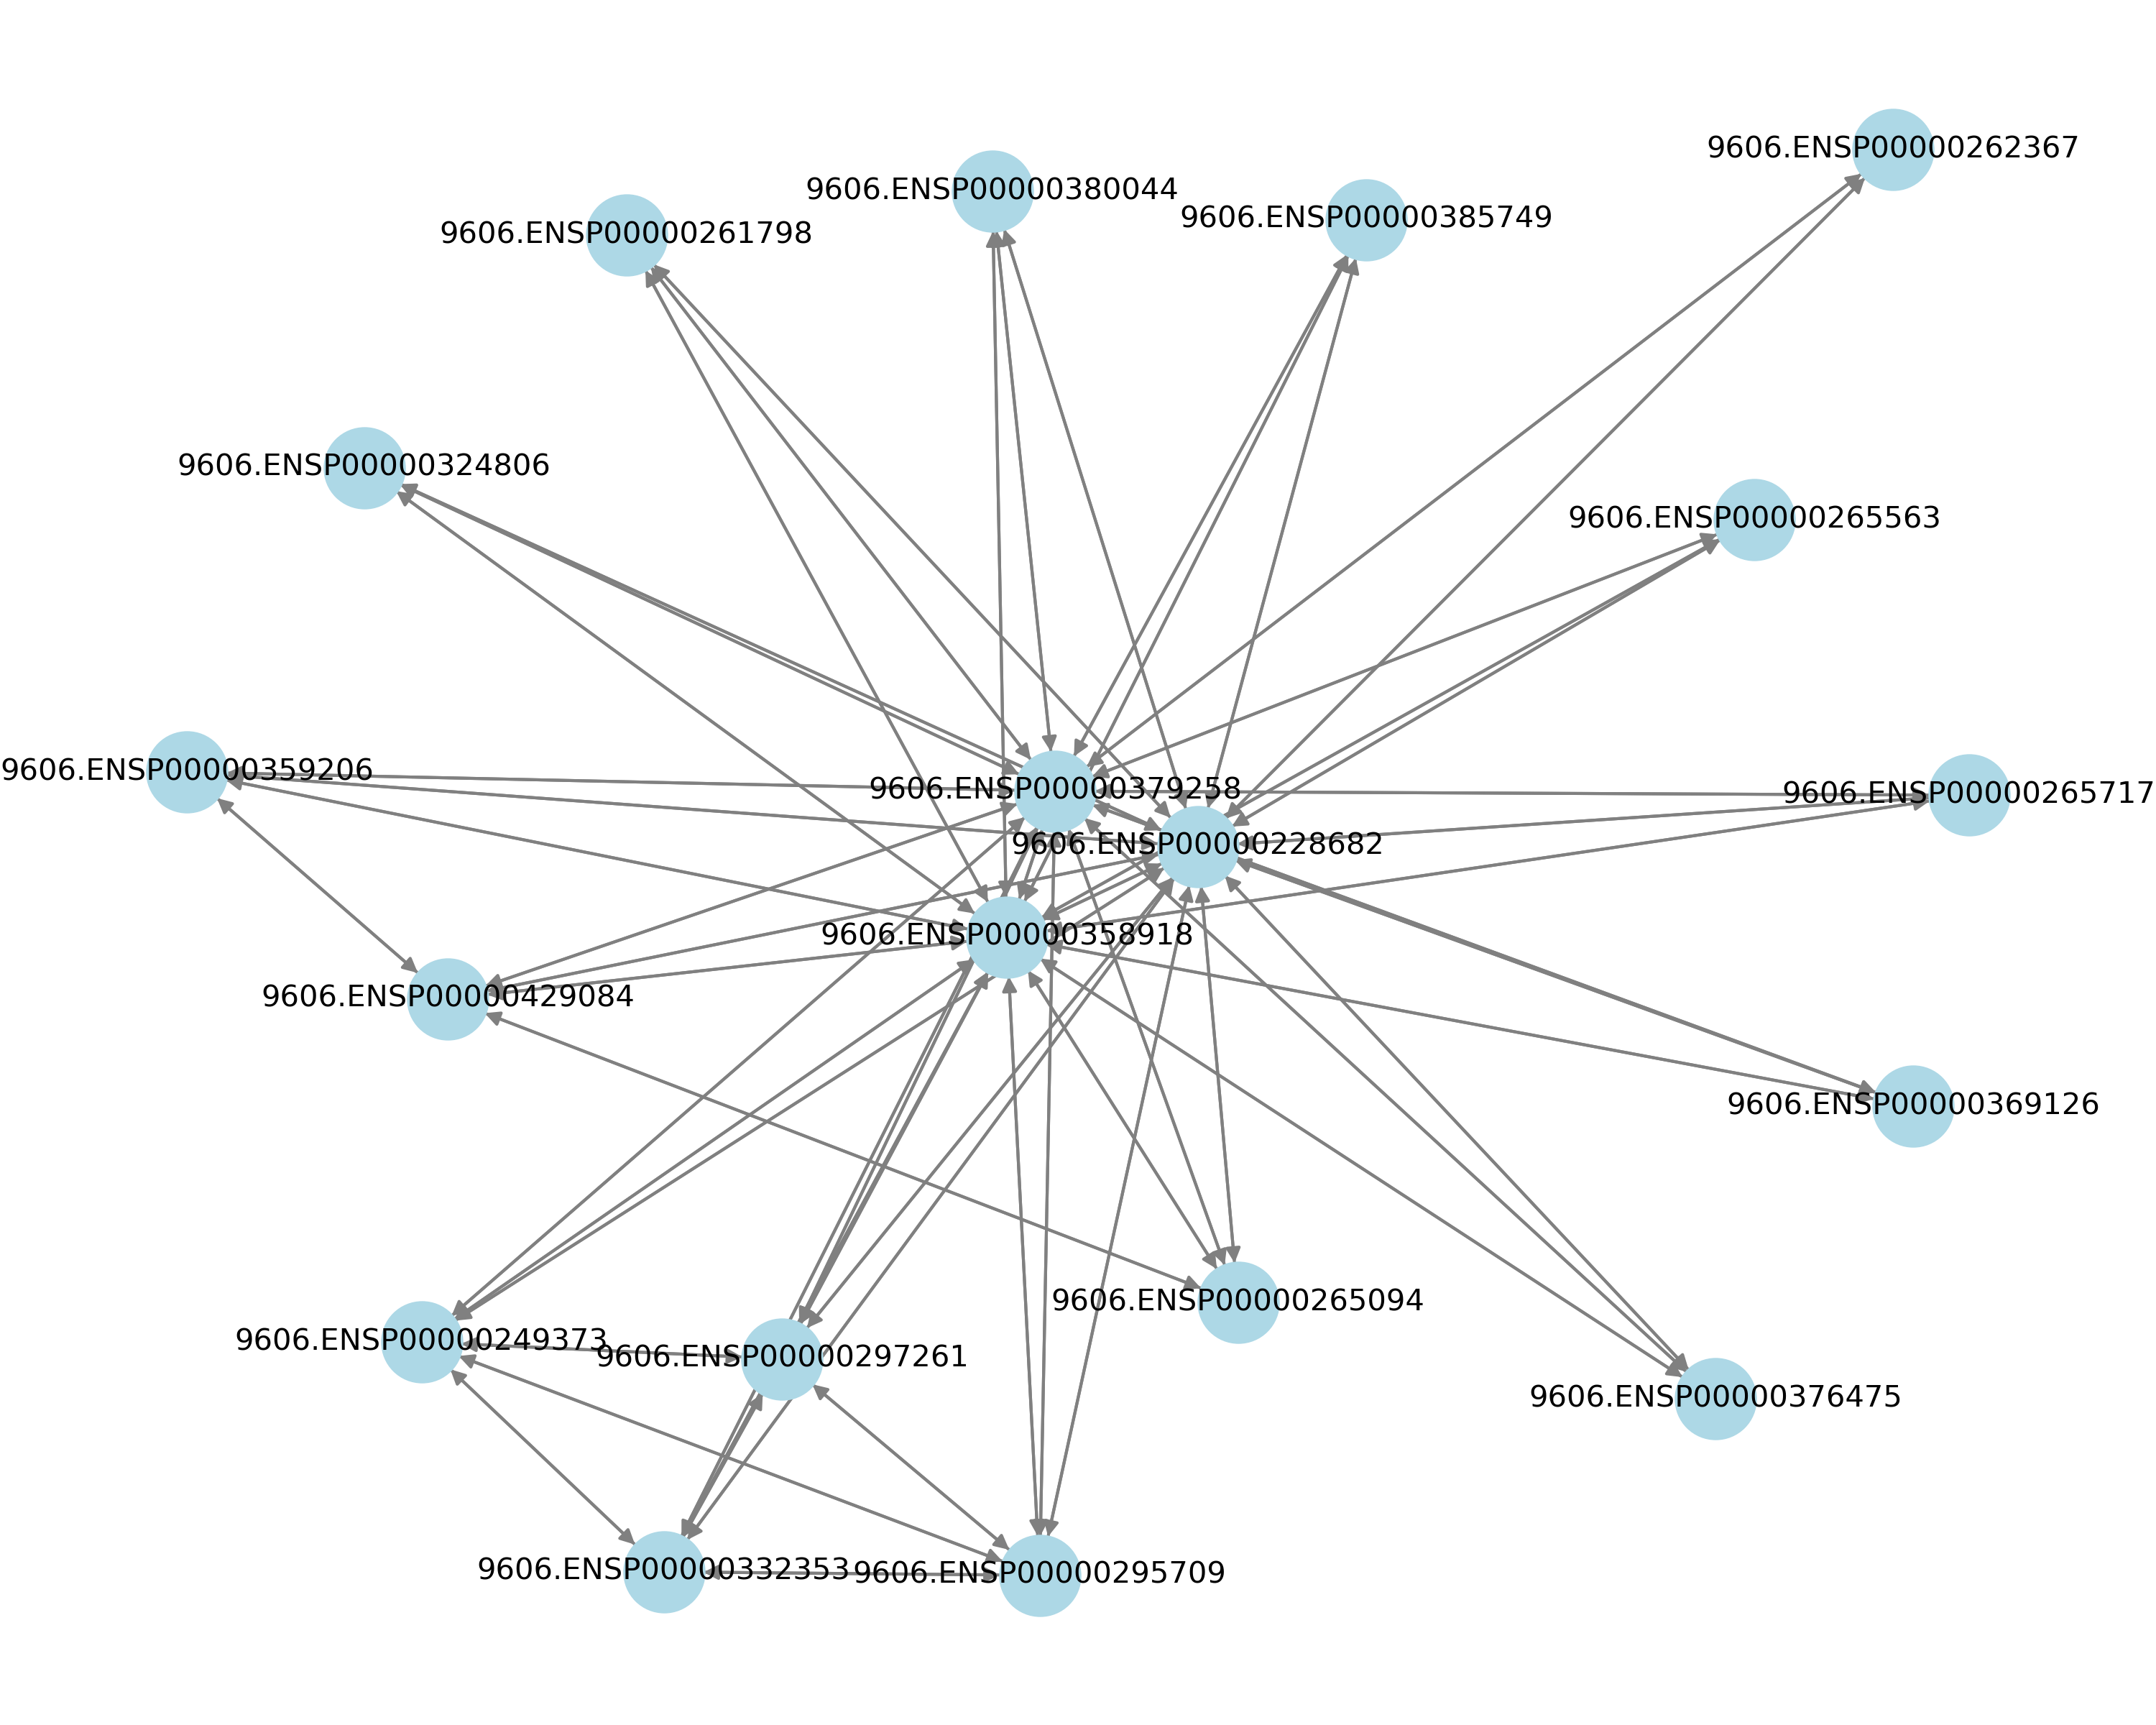 9606.ENSP00000262367
9606.ENSP00000380044
9606.ENSP00000385749
9606.ENSP00000261798
9606.ENSP00000324806
9606.ENSP00000265563
9606.ENSP00000359206
9606.ENSP00000379258
9606.ENSP00000265717
9606.ENSP00000228682
9606.ENSP00000358918
9606.ENSP00000429084
9606.ENSP00000369126
9606.ENSP00000265094
9606.ENSP00000249373
9606.ENSP00000297261
9606.ENSP00000376475
9606.ENSP00000332353
9606.ENSP00000295709